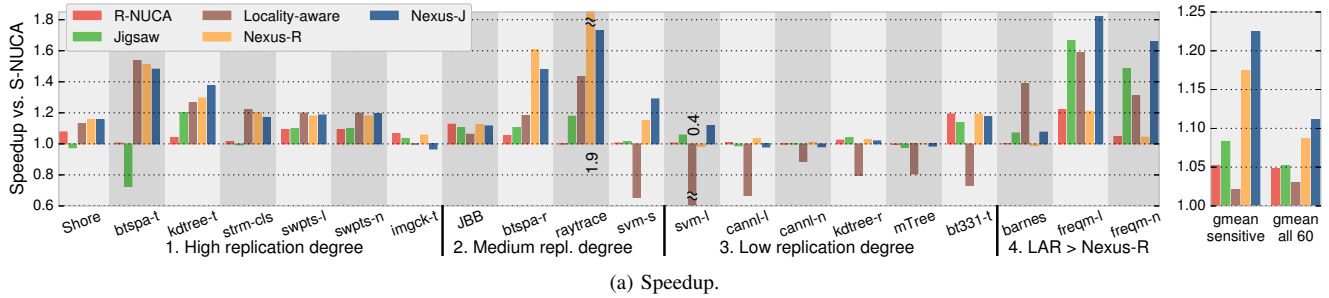 R-NUCA
Jigsaw
Locality-aware
Nexus-R
Nexus-J
Speedup vs. S-NUCA
1.8
1.6
1.4
1.2
1.0
0.8
0.6
1.9
0.4
Shore
btspa-t
kdtree-t
strm-cls
swpts-l
swpts-n
imgck-t
JBB
btspa-r
raytrace
svm-s
svm-l
cannl-l
cannl-n
kdtree-r
mTree
bt331-t
barnes
freqm-l
freqm-n
1. High replication degree
2. Medium repl. degree
3. Low replication degree
4. LAR > Nexus-R
1.25
1.20
1.15
1.10
1.05
1.00
gmean
sensitive
gmean
all 60
(a) Speedup.